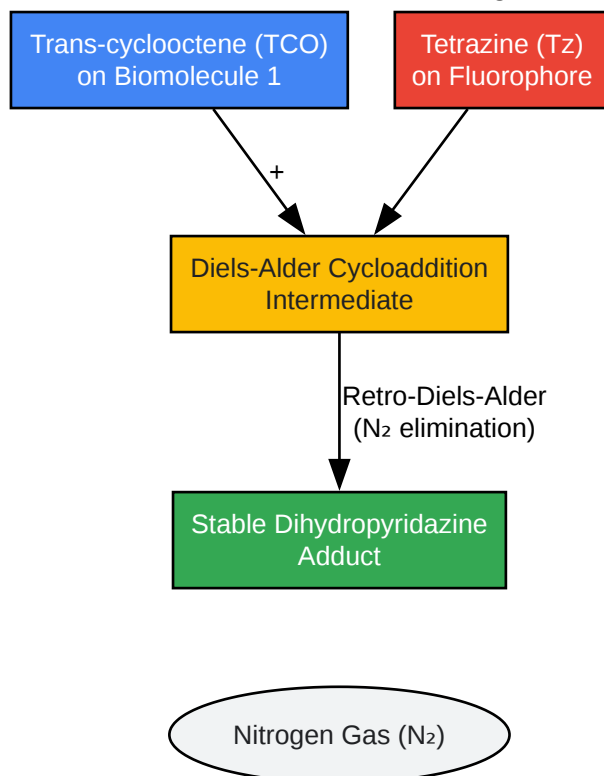 Trans-cyclooctene (TCO)
on Biomolecule 1
Tetrazine (Tz)
on Fluorophore
+
Diels-Alder Cycloaddition
Intermediate
Retro-Diels-Alder
(N₂ elimination)
Stable Dihydropyridazine
Adduct
Nitrogen Gas (N₂)